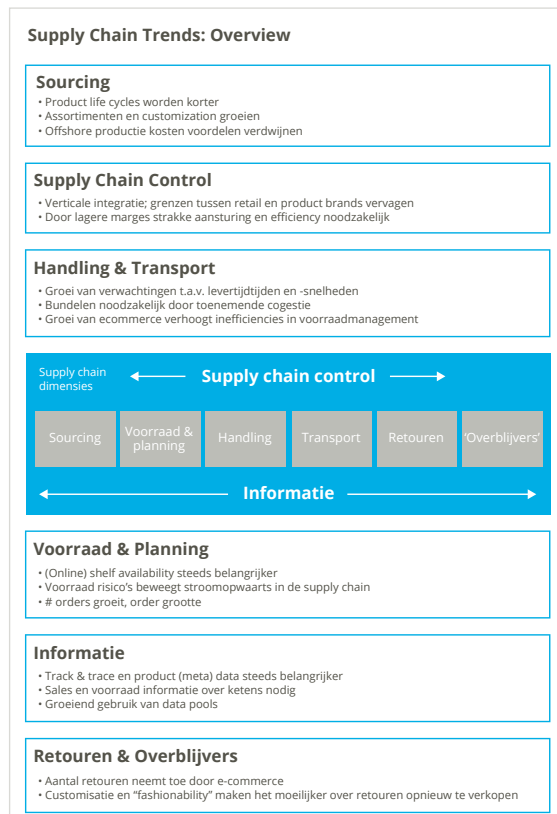 Supply Chain Trends: Overview
Sourcing
• Product life cycles worden korter
• Assortimenten en customization groeien
• Offshore productie kosten voordelen verdwijnen
Supply Chain Control
• Verticale integratie; grenzen tussen retail en product brands vervagen
• Door lagere marges strakke aansturing en efficiency noodzakelijk
Handling & Transport
• Groei van verwachtingen t.a.v. levertijdtijden en -snelheden
• Bundelen noodzakelijk door toenemende cogestie
• Groei van ecommerce verhoogt inefficiencies in voorraadmanagement
Supply chain
dimensies
Supply chain control
Sourcing
Voorraad &
planning
Handling
Transport
Retouren
‘Overblijvers’
Informatie
Voorraad & Planning
• (Online) shelf availability steeds belangrijker
• Voorraad risico’s beweegt stroomopwaarts in de supply chain
• # orders groeit, order grootte
Informatie
• Track & trace en product (meta) data steeds belangrijker
• Sales en voorraad informatie over ketens nodig
• Groeiend gebruik van data pools
Retouren & Overblijvers
• Aantal retouren neemt toe door e-commerce
• Customisatie en “fashionability” maken het moeilijker over retouren opnieuw te verkopen